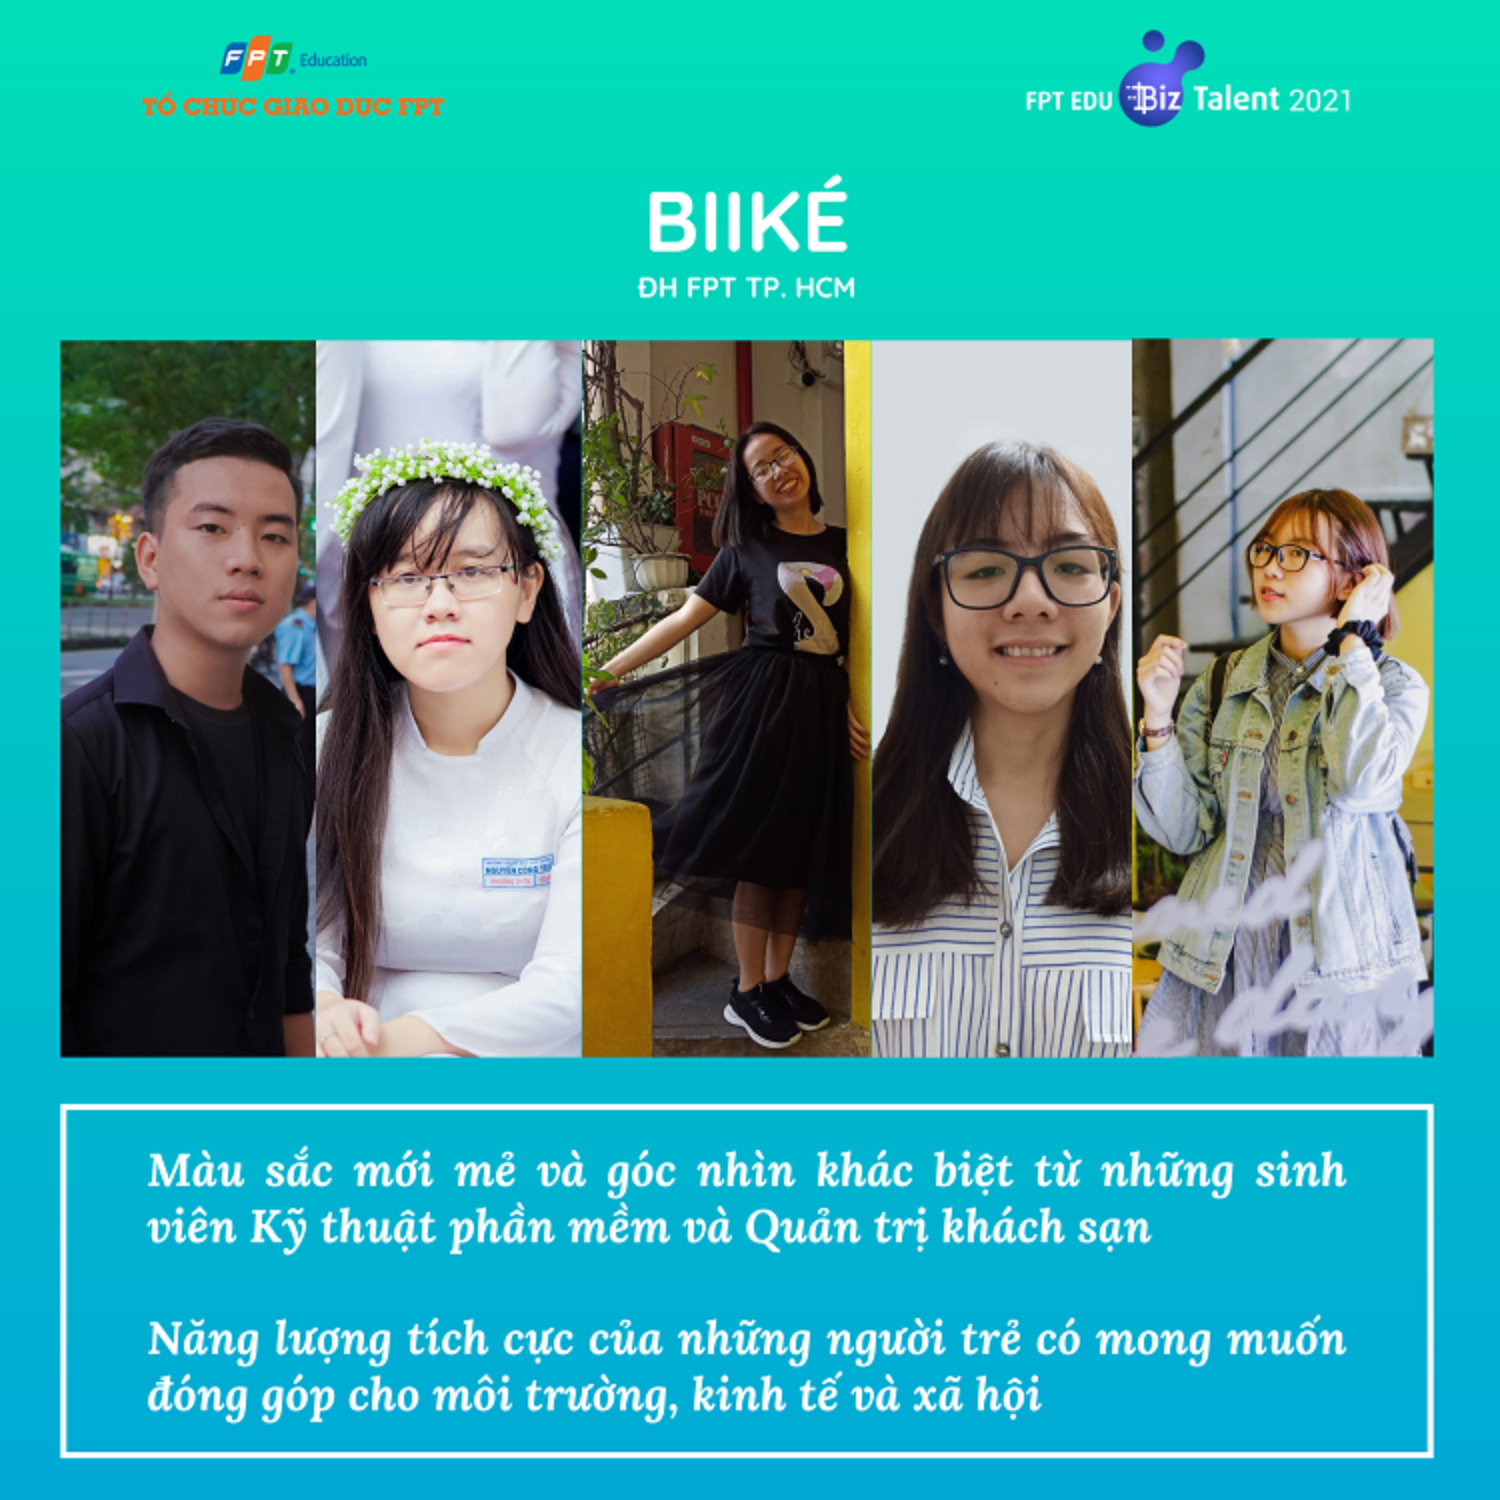 FPT Education
TỔ CHỨC GIÁO DỤC FPT
FPT EDU Biz Talent 2021
BIIKÉ
ĐH FPT TP. HCM
NGUYỄN CÔNG
Màu sắc mới mẻ và góc nhìn khác biệt từ những sinh
viên Kỹ thuật phần mềm và Quản trị khách sạn
Năng lượng tích cực của những người trẻ có mong muốn
đóng góp cho môi trường, kinh tế và xã hội